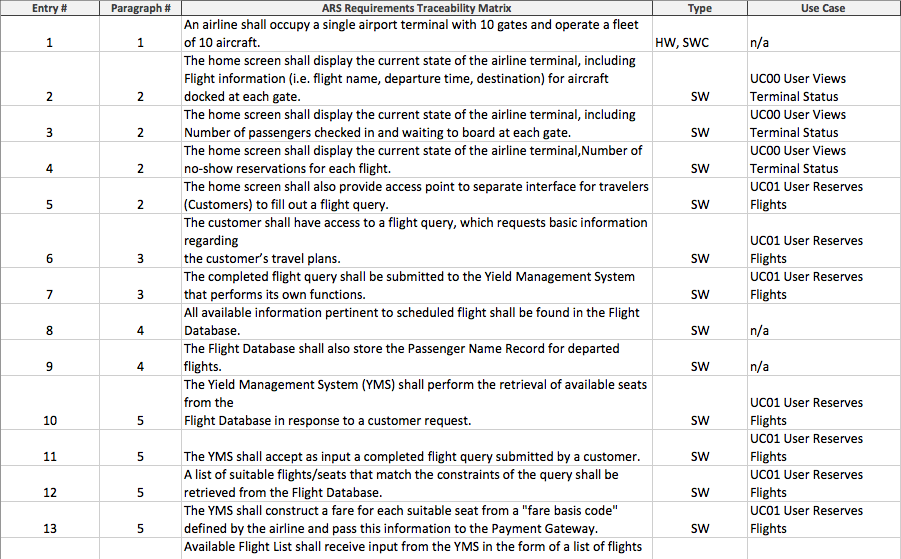 Entry # Paragraph # ARS Requirements Traceability Matrix Type Use Case
An airline shall occupy a single airport terminal with 10 gates and operate a fleet
1 1 of 10 aircraft. HW, SWC n/a
The home screen shall display the current state of the airline terminal, including
Flight information (i.e. flight name, departure time, destination) for aircraft UC00 User Views
2 2 docked at each gate. SW Terminal Status
The home screen shall display the current state of the airline terminal, including UC00 User Views
3 2 Number of passengers checked in and waiting to board at each gate. SW Terminal Status
The home screen shall display the current state of the airline terminal,Number of UC00 User Views
4 2 no-show reservations for each flight. SW Terminal Status
The home screen shall also provide access point to separate interface for travelers UC01 User Reserves
5 2 (Customers) to fill out a flight query. SW Flights
The customer shall have access to a flight query, which requests basic information
regarding UC01 User Reserves
6 3 the customer’s travel plans. SW Flights
The completed flight query shall be submitted to the Yield Management System UC01 User Reserves
7 3 that performs its own functions. SW Flights
All available information pertinent to scheduled flight shall be found in the Flight
8 4 Database. SW n/a
The Flight Database shall also store the Passenger Name Record for departed
9 4 flights. SW n/a
The Yield Management System (YMS) shall perform the retrieval of available seats
from the UC01 User Reserves
10 5 Flight Database in response to a customer request. SW Flights
UC01 User Reserves
11 5 The YMS shall accept as input a completed flight query submitted by a customer. SW Flights
A list of suitable flights/seats that match the constraints of the query shall be UC01 User Reserves
12 5 retrieved from the Flight Database. SW Flights
The YMS shall construct a fare for each suitable seat from a "fare basis code" UC01 User Reserves
13 5 defined by the airline and pass this information to the Payment Gateway. SW Flights
Available Flight List shall receive input from the YMS in the form of a list of flights